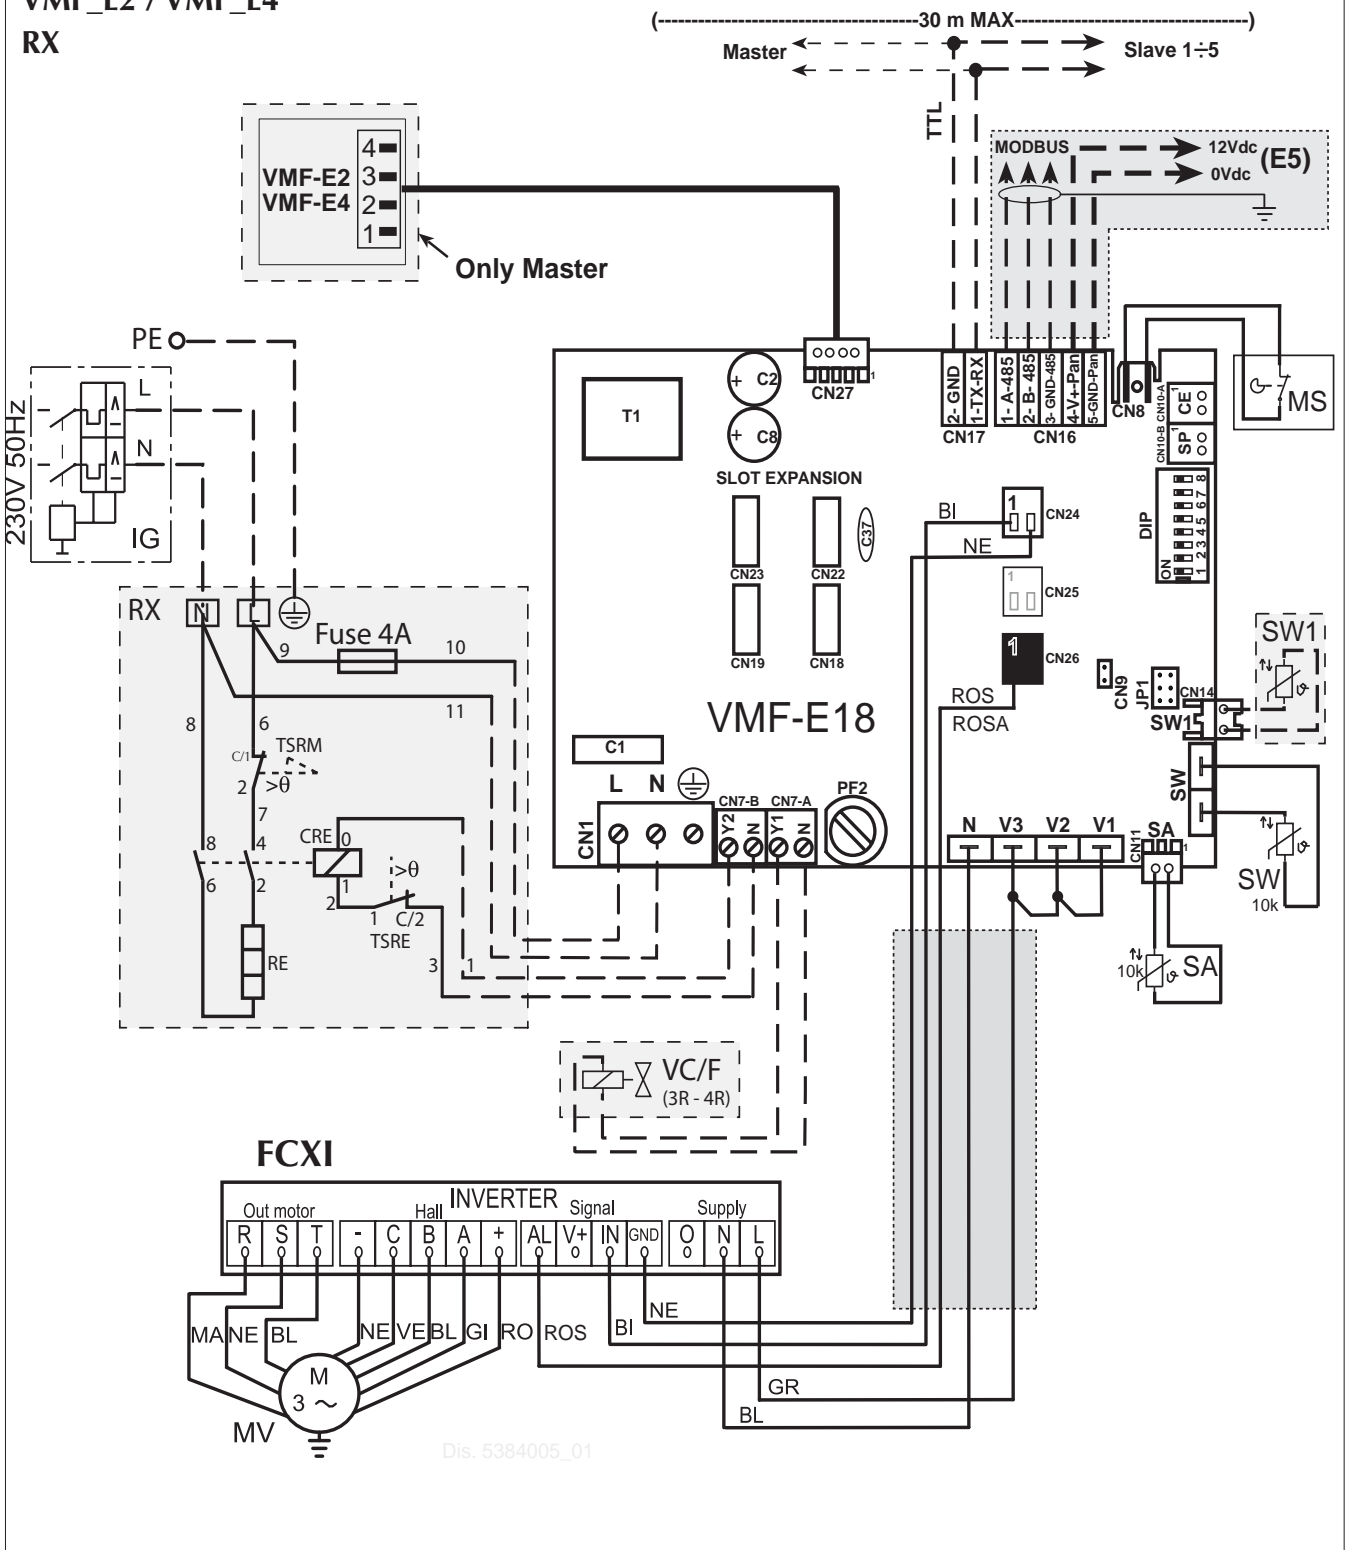 VMF_E2 / VMF_E4
RX
30 m MAX
Master
Slave 1÷5
TTL
MODBUS
12Vdc
(E5)
0Vdc
VMF-E2
VMF-E4
4
3
2
1
Only Master
PE
L
N
230V 50Hz
IG
T1
C2
C8
CN27
1
2- GND
1-TX-RX
CN17
1- A-485
2- B- 485
3- GND-485
4-V+-Pan
5-GND-Pan
CN16
CN8
CN10-A
CE
1
CN10-B
SP
1
MS
SLOT EXPANSION
CN23
CN22
C37
CN19
CN18
BI
NE
1
CN24
1
CN25
1
CN26
DIP
ON
1 2 3 4 5 6 7 8
ROS
ROSA
VMF-E18
CN9
JP1
CN14
SW1
SW1
SW
SW
10k
RX
N
L
Fuse 4A
9
10
11
8
6
C/1
TSRM
2
>θ
7
8
4
6
2
CRE
0
1
2
>θ
1
C/2
TSRE
3
1
RE
C1
L N
CN1
CN7-B
CN7-A
Y2
N
Y1
N
PF2
N
V3
V2
V1
CN11
SA
1
10k
SA
VC/F
(3R - 4R)
FCXI
INVERTER
Out motor
Hall
Signal
Supply
R S T
- C B A +
AL V+ IN GND
O N L
MA NE BL NE VE BL GI RO ROS BI NE
GR
BL
M
3 ~
MV
Dis. 5384005_01